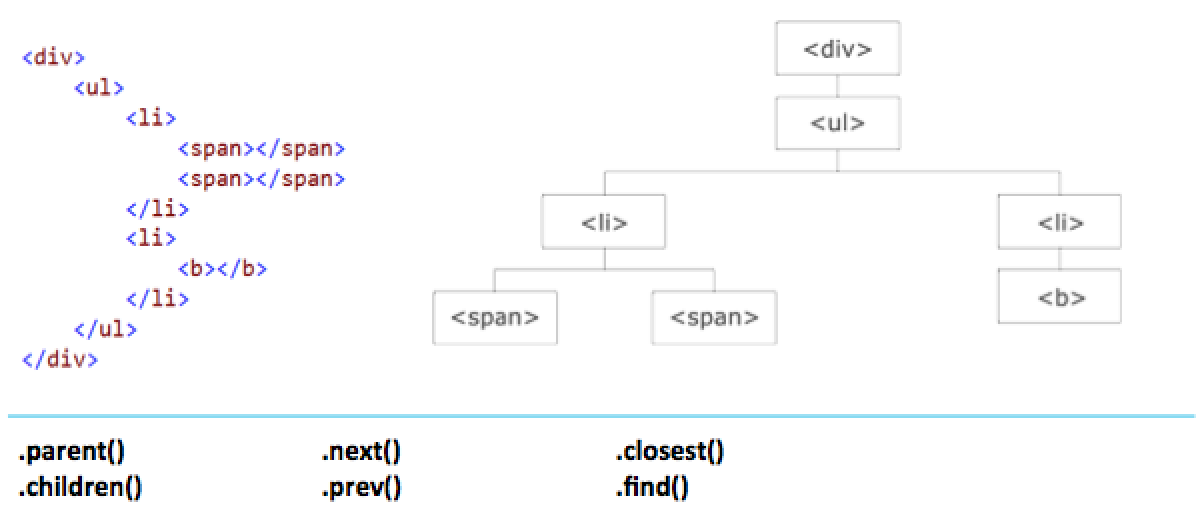 <div>
<ul>
<li>
<span></span>
<span></span>
</li>
<li>
<b></b>
</li>
</ul>
</div>
<div>
<ul>
<li> <li>
<span> <span> <b>
.parent() .next() .closest()
.children() .prev() .find()